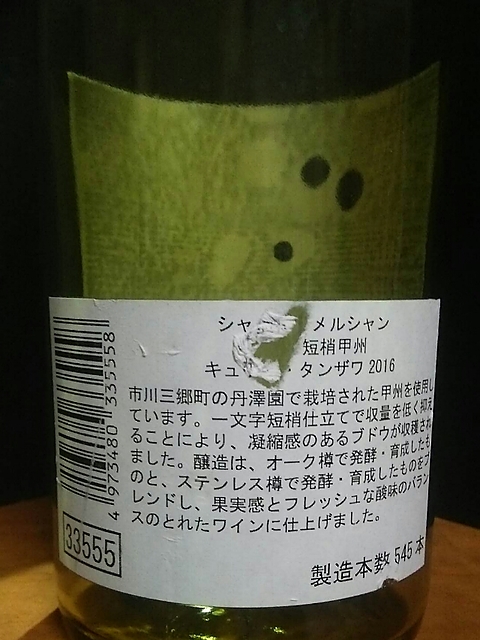 シャ メルシャン
短梢甲州
キュ ・タンザワ 2016
市川三郷町の丹澤園で栽培された甲州を使用し
ています。一文字短梢仕立てで収量を低く抑え
ることにより、凝縮感のあるブドウが収穫され
ました。醸造は、オーク樽で発酵・育成したも
のと、ステンレス樽で発酵・育成したものをブ
レンドし、果実感とフレッシュな酸味のバラン
スのとれたワインに仕上げました。
製造本数 545本
4 973480 335558
33555